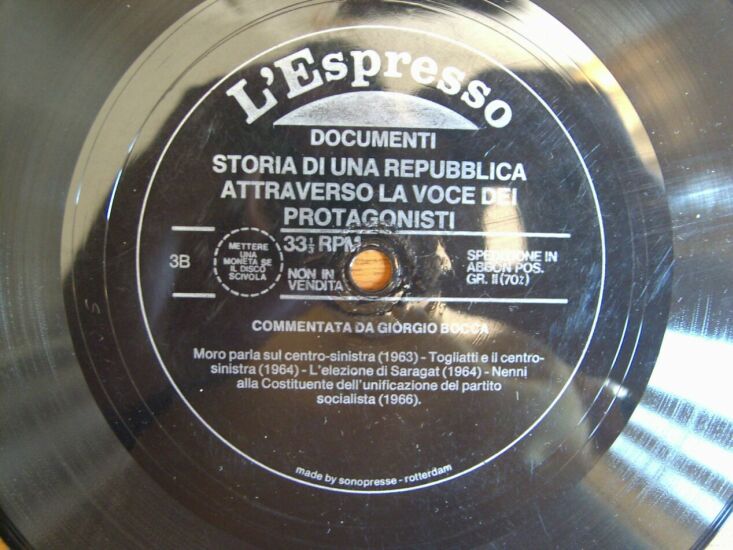 L'Espresso
DOCUMENTI
STORIA DI UNA REPUBBLICA
ATTRAVERSO LA VOCE DEI
PROTAGONISTI
3B
METTERE
UNA
MONETA SE
IL DISCO
SCIVOLA
33 1/3 RPM
NON IN
VENDITA
SPEDIZIONE IN
ABBON POS.
GR. II (70%)
COMMENTATA DA GIORGIO BOCCA
Moro parla sul centro-sinistra (1963) - Togliatti e il centro-
sinistra (1964) - L'elezione di Saragat (1964) - Nenni
alla Costituente dell'unificazione del partito
socialista (1966).
made by sonopresse - rotterdam